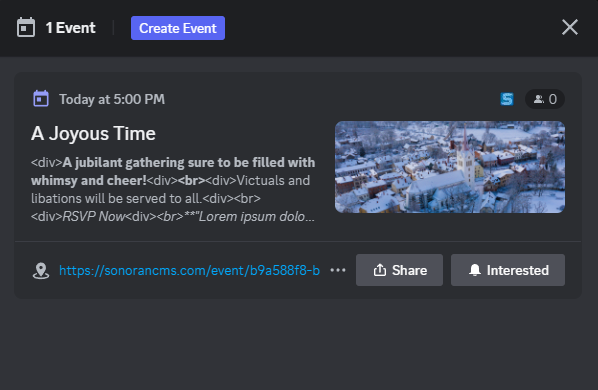 1 Event
Create Event
Today at 5:00 PM
S
0
A Joyous Time
<div>A jubilant gathering sure to be filled with
whimsy and cheer!<div><br><div>Victuals and
libations will be served to all.<div><br>
<div>RSVP Now<div><br>**"Lorem ipsum dolo...
https://sonorancms.com/event/b9a588f8-b
Share
Interested